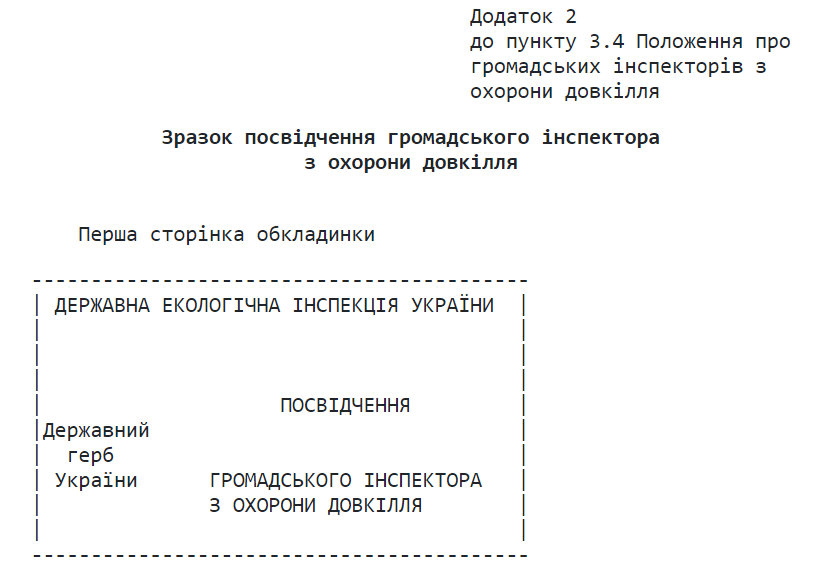 Додаток 2
до пункту 3.4 Положення про
громадських інспекторів з
охорони довкілля
Зразок посвідчення громадського інспектора
з охорони довкілля
Перша сторінка обкладинки
------------------------------------------
| ДЕРЖАВНА ЕКОЛОГІЧНА ІНСПЕКЦІЯ УКРАЇНИ  |
|                                        |
|                                        |
|                                        |
|                    ПОСВІДЧЕННЯ         |
|Державний                               |
|  герб                                  |
| України      ГРОМАДСЬКОГО ІНСПЕКТОРА   |
|              З ОХОРОНИ ДОВКІЛЛЯ        |
|                                        |
------------------------------------------